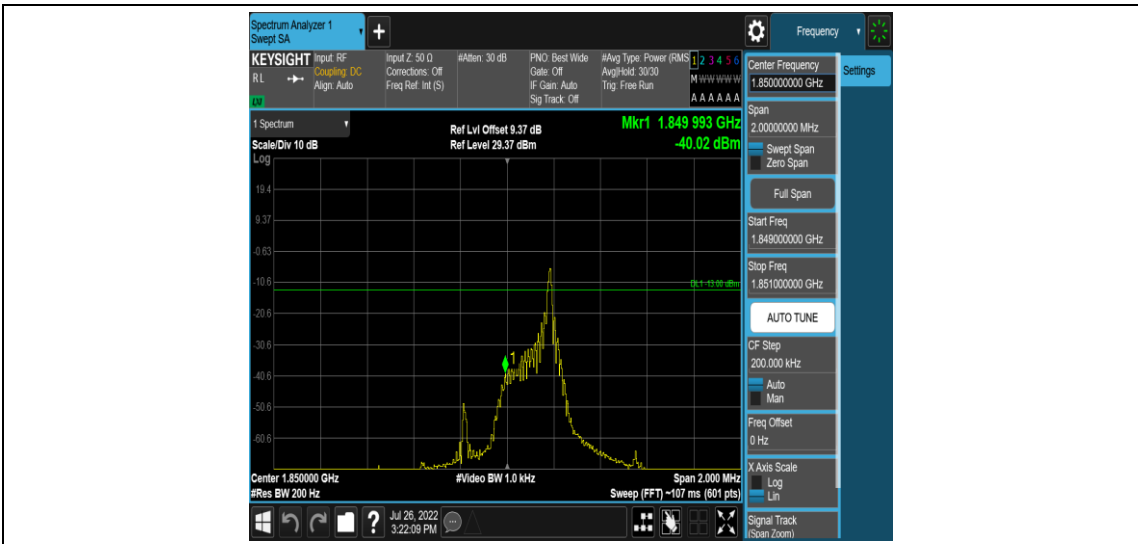 Spectrum Analyzer 1
Swept SA
+
Frequency
KEYSIGHT
RL
LXI
Input: RF
Coupling: DC
Align: Auto
Input Z: 50 Ω
Corrections: Off
Freq Ref: Int (S)
#Atten: 30 dB
PNO: Best Wide
Gate: Off
IF Gain: Auto
Sig Track: Off
#Avg Type: Power (RMS
Avg|Hold: 30/30
Trig: Free Run
1 2 3 4 5 6
M W W W W W
A A A A A A
1 Spectrum
Scale/Div 10 dB
Log
Ref Lvl Offset 9.37 dB
Ref Level 29.37 dBm
Mkr1 1.849 993 GHz
-40.02 dBm
19.4
9.37
-0.63
-10.6
DL1 -13.00 dBm
-20.6
-30.6
1
-40.6
-50.6
-60.6
Center 1.850000 GHz
#Video BW 1.0 kHz
Span 2.000 MHz
#Res BW 200 Hz
Sweep (FFT) ~107 ms (601 pts)
?
Jul 26, 2022
3:22:09 PM
Center Frequency
1.850000000 GHz
Settings
Span
2.00000000 MHz
Swept Span
Zero Span
Full Span
Start Freq
1.849000000 GHz
Stop Freq
1.851000000 GHz
AUTO TUNE
CF Step
200.000 kHz
Auto
Man
Freq Offset
0 Hz
X Axis Scale
Log
Lin
Signal Track
(Span Zoom)